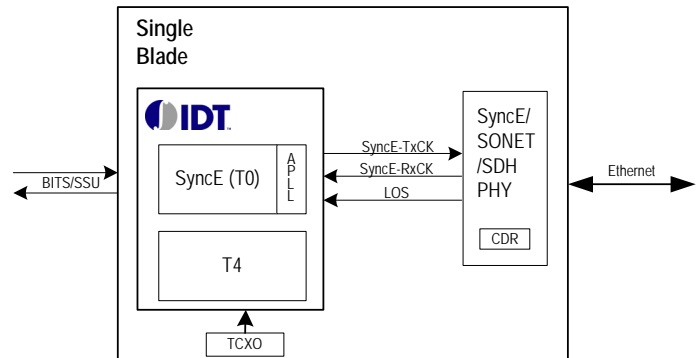 Single
Blade
IDT
SyncE (T0)
A
P
L
L
T4
TCXO
BITS/SSU
SyncE-TxCK
SyncE-RxCK
LOS
SyncE/
SONET
/SDH
PHY
CDR
Ethernet